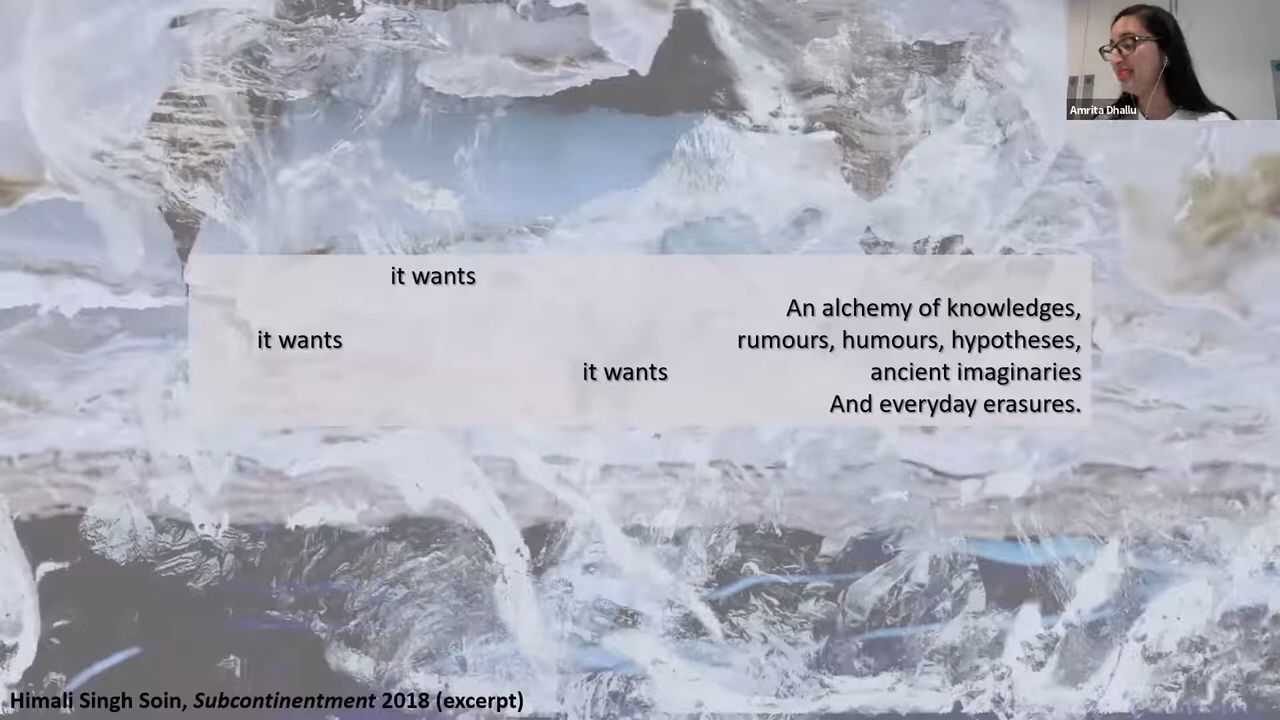 Amrita Dhallu
it wants
An alchemy of knowledges,
it wants rumours, humours, hypotheses,
it wants ancient imaginaries
And everyday erasures.
Himali Singh Soin, Subcontinentment 2018 (excerpt)